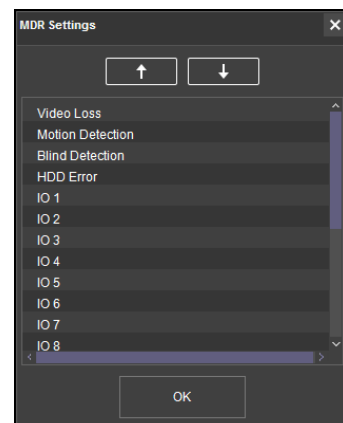 MDR Settings
Video Loss
Motion Detection
Blind Detection
HDD Error
IO 1
IO 2
IO 3
IO 4
IO 5
IO 6
IO 7
IO 8
OK